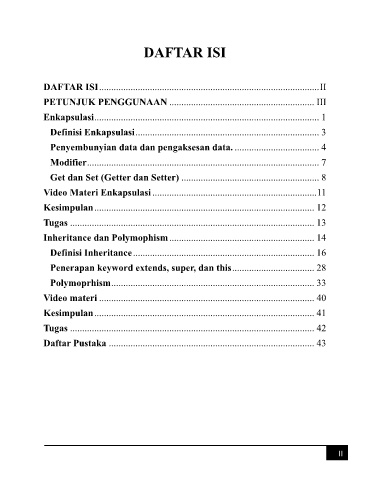 DAFTAR ISI
DAFTAR ISI II
PETUNJUK PENGGUNAAN III
Enkapsulasi 1
Definisi Enkapsulasi 3
Penyembunyian data dan pengaksesan data. 4
Modifier 7
Get dan Set (Getter dan Setter) 8
Video Materi Enkapsulasi 11
Kesimpulan 12
Tugas 13
Inheritance dan Polymophism 14
Definisi Inheritance 16
Penerapan keyword extends, super, dan this 28
Polymoprhism 33
Video materi 40
Kesimpulan 41
Tugas 42
Daftar Pustaka 43
II